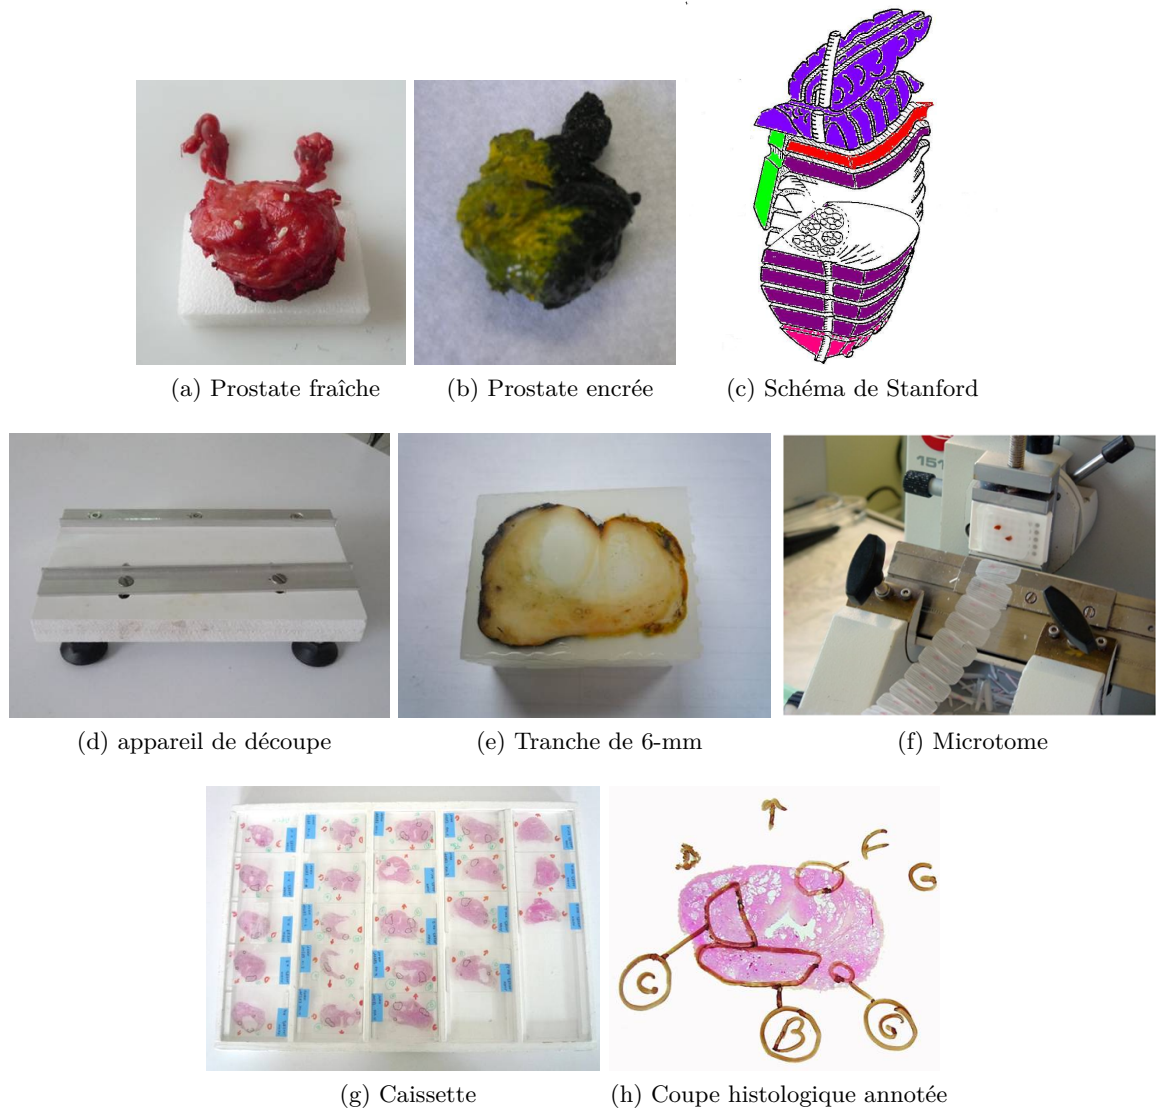 (a) Prostate fraîche
(b) Prostate encrée
(c) Schéma de Stanford
151
(d) appareil de découpe
(e) Tranche de 6-mm
(f) Microtome
D
F
G
C
B
G
(g) Caissette
(h) Coupe histologique annotée